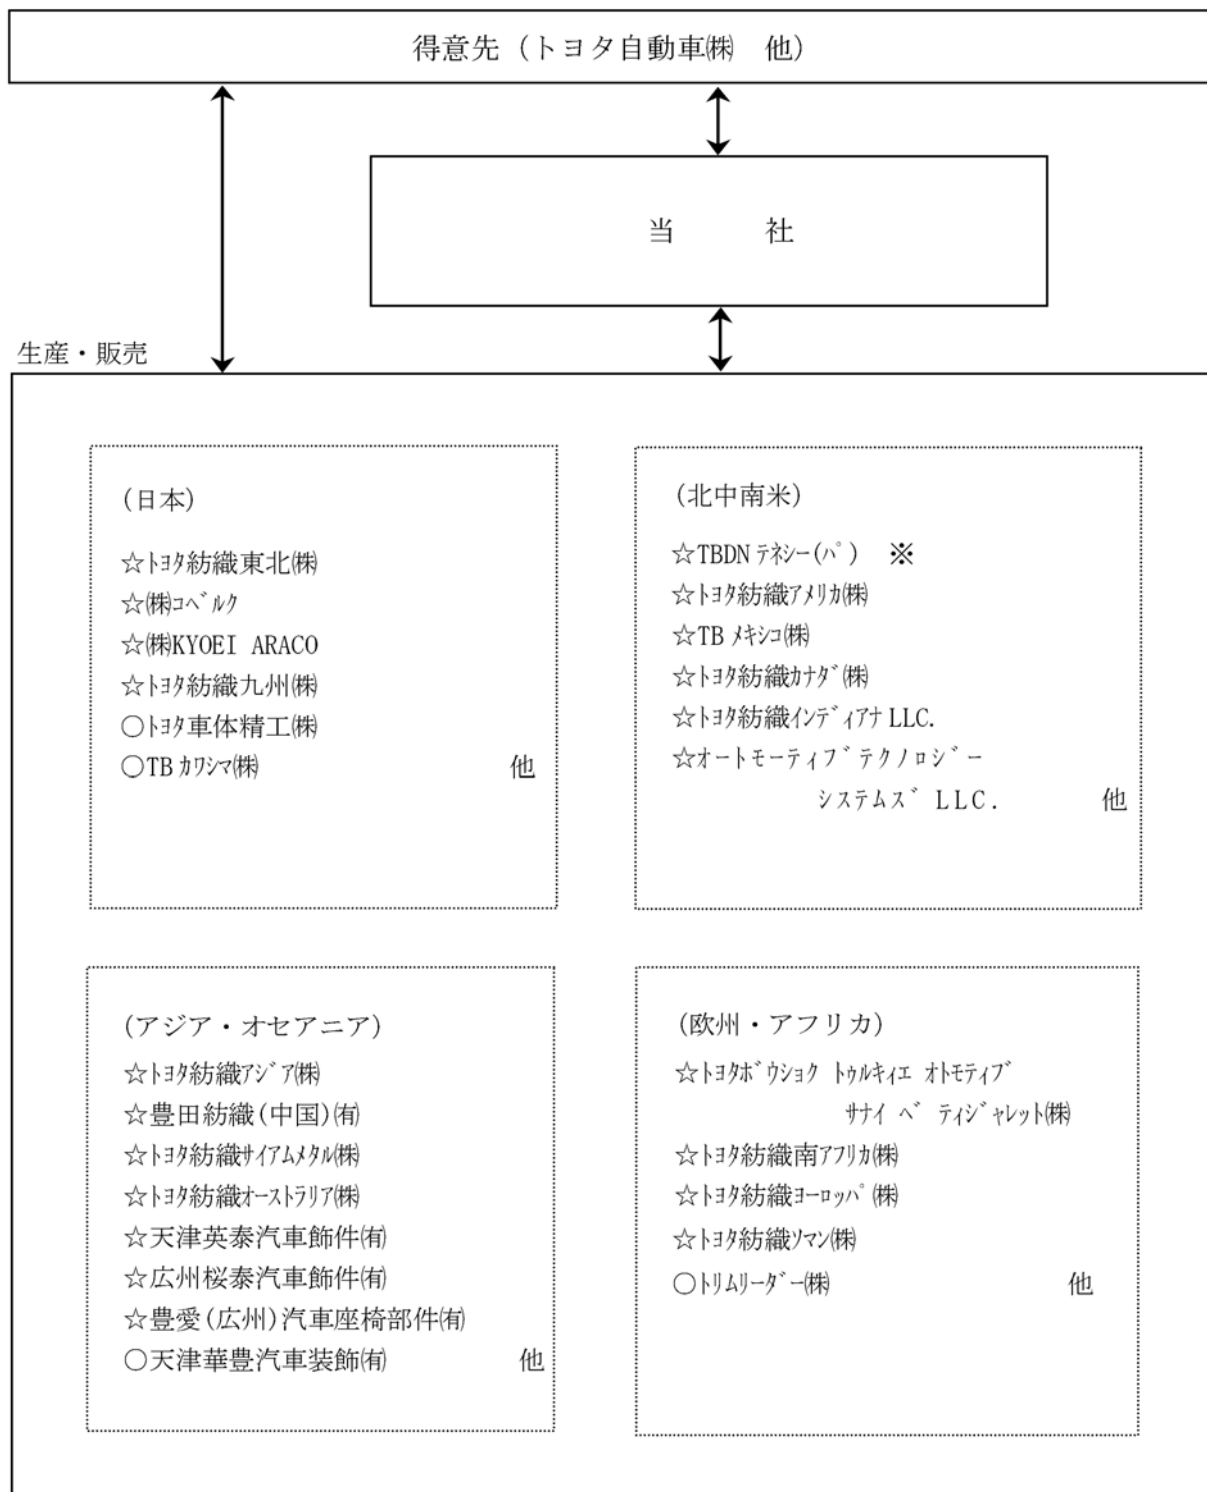 得意先（トヨタ自動車㈱　他）
当　　社
生産・販売
(日本)
☆ﾄﾖﾀ紡織東北㈱
☆㈱ｺﾍﾞﾙｸ
☆㈱KYOEI ARACO
☆ﾄﾖﾀ紡織九州㈱
○ﾄﾖﾀ車体精工㈱
○TBｶﾜｼﾏ㈱　他
(北中南米)
☆TBDNﾃﾈｼｰ(ﾊﾟ)　※
☆ﾄﾖﾀ紡織ｱﾒﾘｶ㈱
☆TBﾒｷｼｺ㈱
☆ﾄﾖﾀ紡織ｶﾅﾀﾞ㈱
☆ﾄﾖﾀ紡織ｲﾝﾃﾞｨｱﾅLLC.
☆ｵｰﾄﾓｰﾃｨﾌﾞﾃｸﾉﾛｼﾞｰ
ｼｽﾃﾑｽﾞ LLC.　他
(アジア・オセアニア)
☆ﾄﾖﾀ紡織ｱｼﾞｱ㈱
☆豊田紡織(中国)㈲
☆ﾄﾖﾀ紡織ｻｲｱﾑﾒﾀﾙ㈱
☆ﾄﾖﾀ紡織ｵｰｽﾄﾗﾘｱ㈱
☆天津英泰汽車飾件㈲
☆広州桜泰汽車飾件㈲
☆豊愛(広州)汽車座椅部件㈲
○天津華豊汽車装飾㈲　他
(欧州・アフリカ)
☆ﾄﾖﾀﾎﾞｳｼｮｸ ﾄｩﾙｷｨｴ ｵﾄﾓﾃｨﾌﾞ
ｻﾅｲ ﾍﾞ ﾃｨｼﾞｬﾚｯﾄ㈱
☆ﾄﾖﾀ紡織南ｱﾌﾘｶ㈱
☆ﾄﾖﾀ紡織ﾖｰﾛｯﾊﾟ㈱
☆ﾄﾖﾀ紡織ｿﾏﾝ㈱
○ﾄﾘﾑﾘｰﾀﾞｰ㈱　他